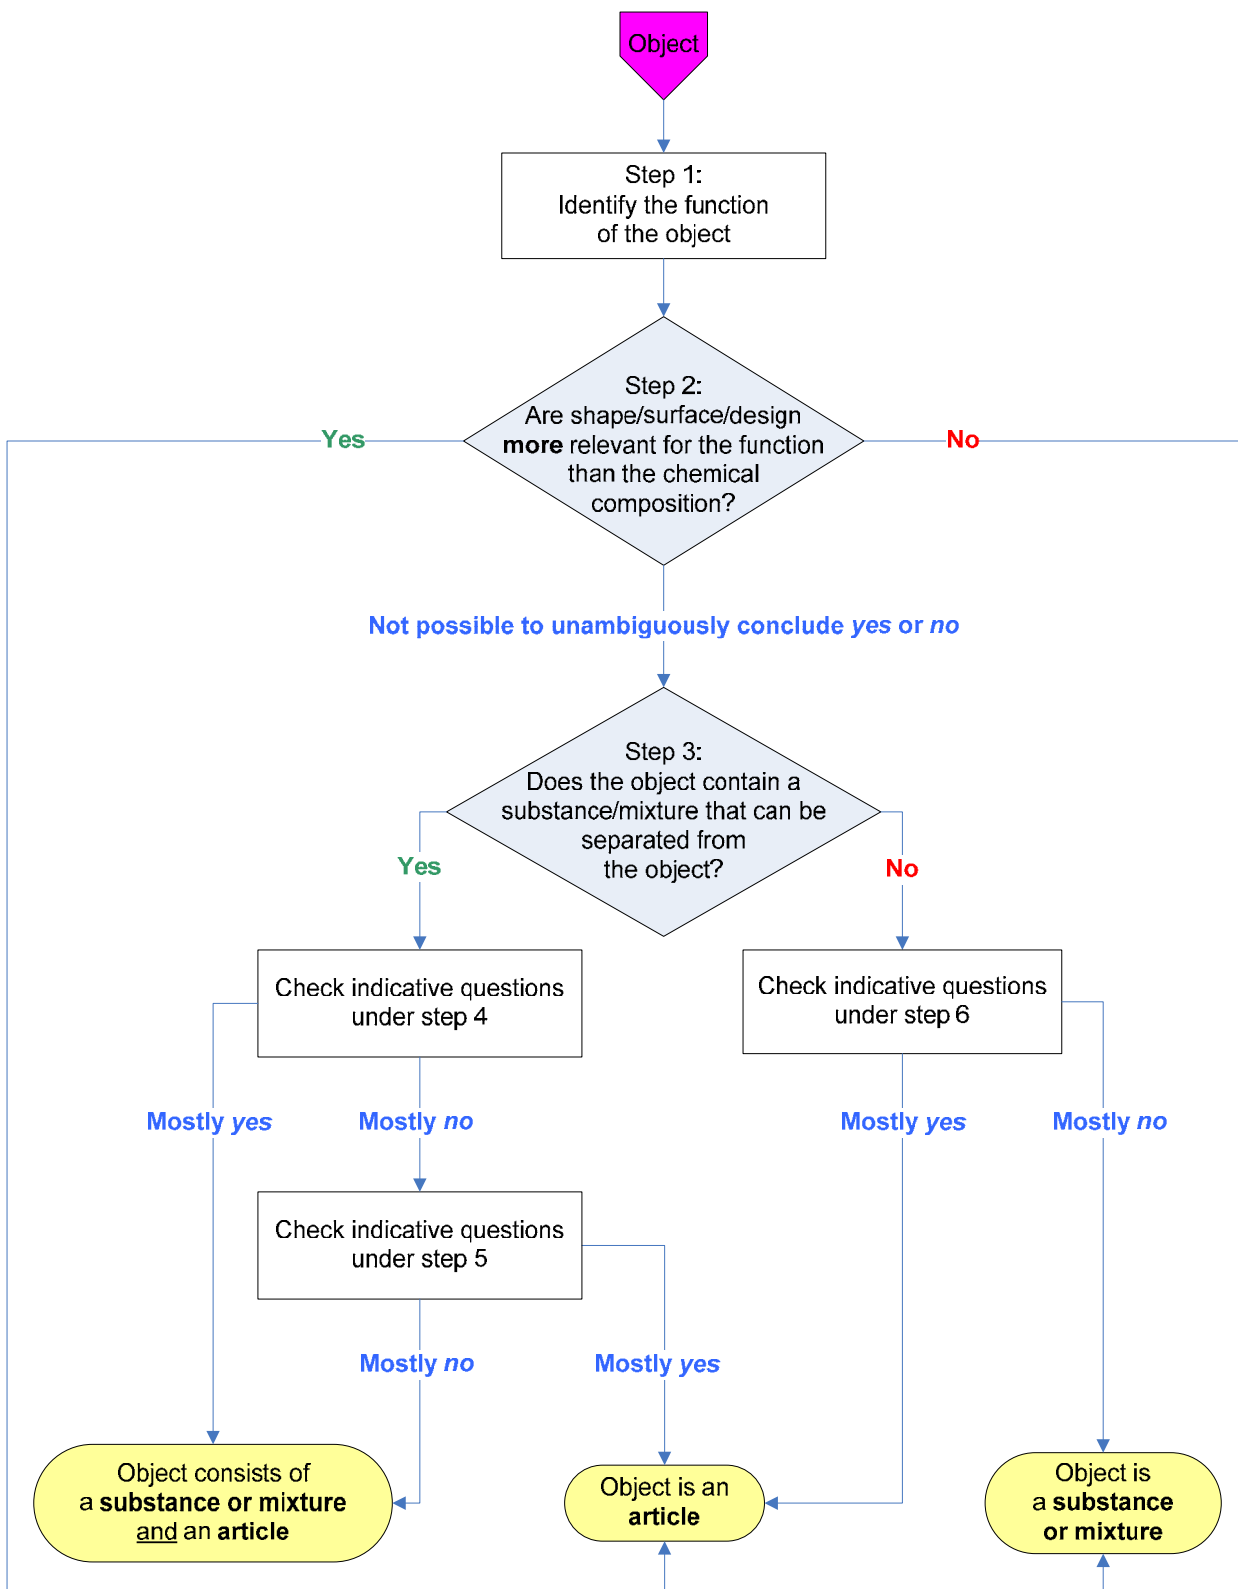 Object
Step 1:
Identify the function
of the object
Step 2:
Are shape/surface/design
more relevant for the function
than the chemical
composition?
Yes
No
Not possible to unambiguously conclude yes or no
Step 3:
Does the object contain a
substance/mixture that can be
separated from
the object?
Yes
No
Check indicative questions
under step 4
Check indicative questions
under step 6
Mostly yes
Mostly no
Mostly yes
Mostly no
Check indicative questions
under step 5
Mostly no
Mostly yes
Object consists of
a substance or mixture
and an article
Object is an
article
Object is
a substance
or mixture